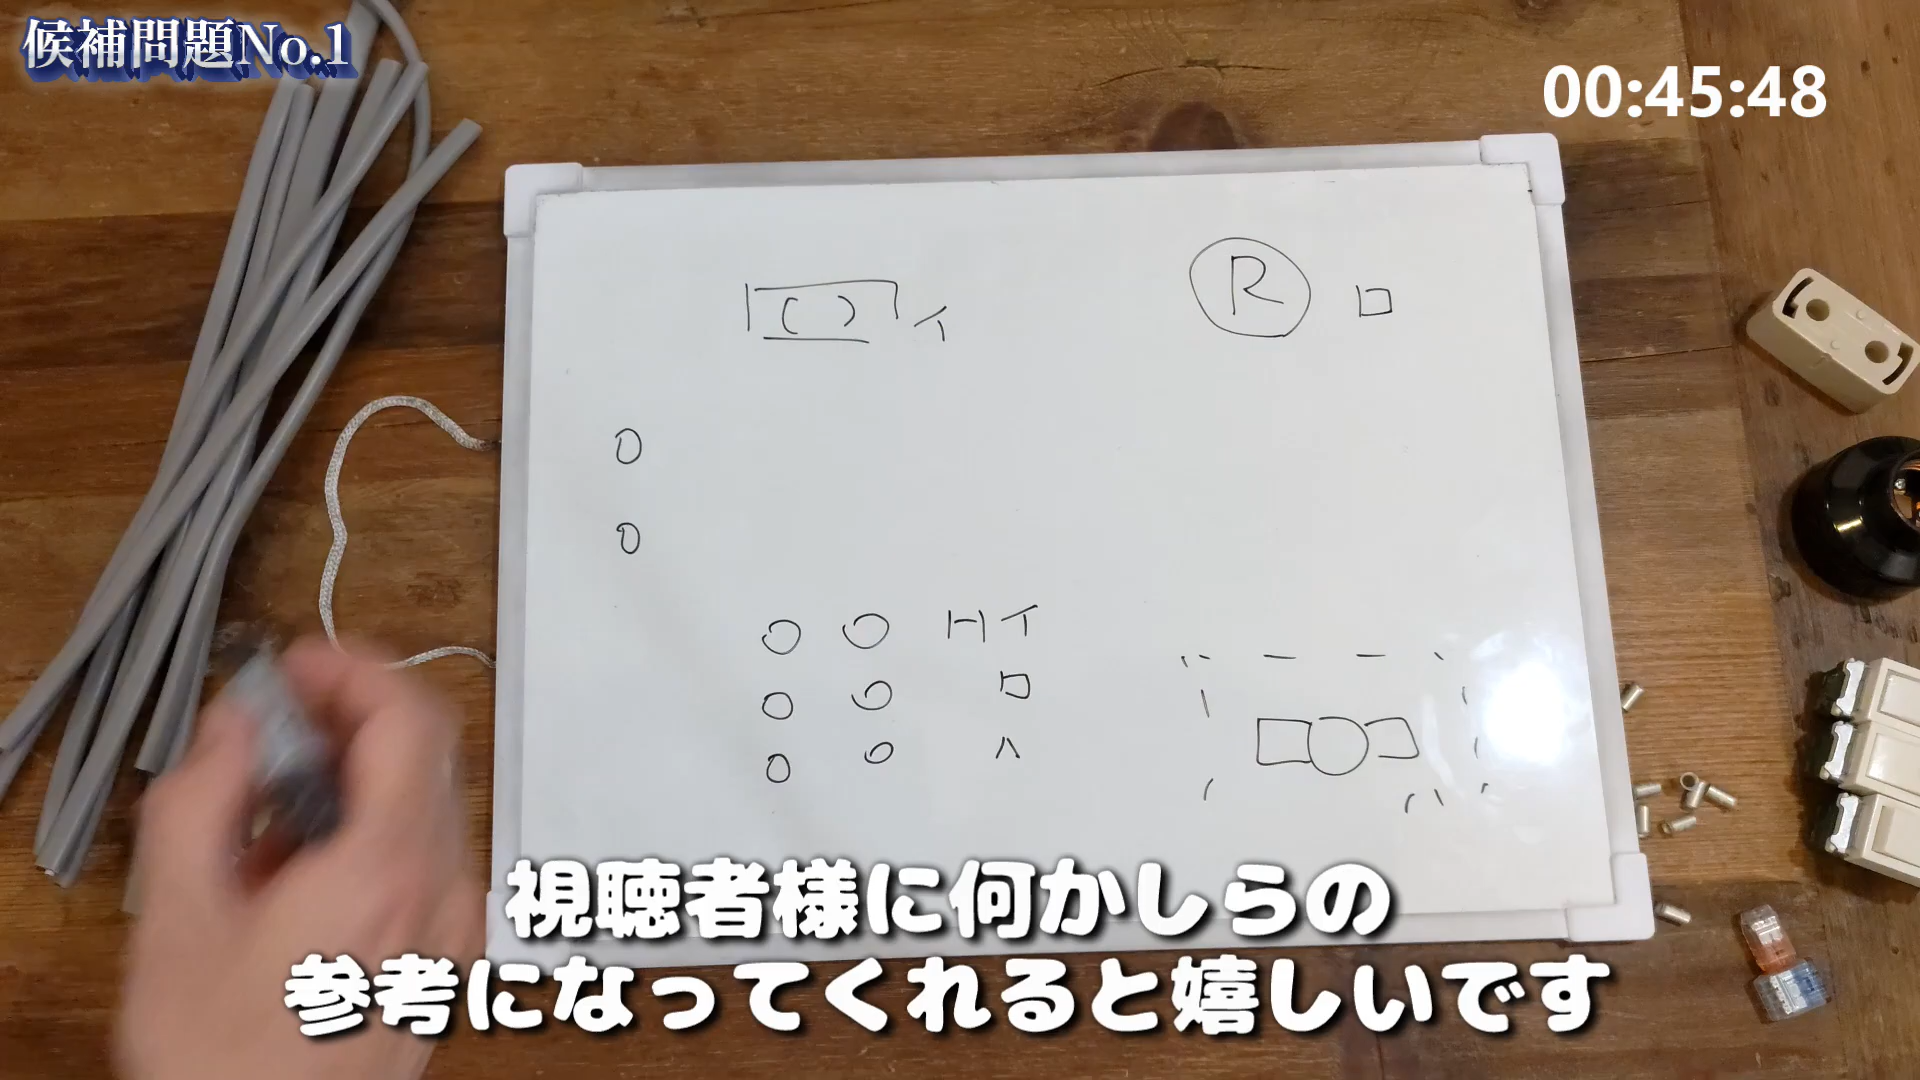 候補問題No.1
00:45:48
イ
R ロ
H イ
ロ
ハ
ハ
視聴者様に何かしらの
参考になってくれると嬉しいです